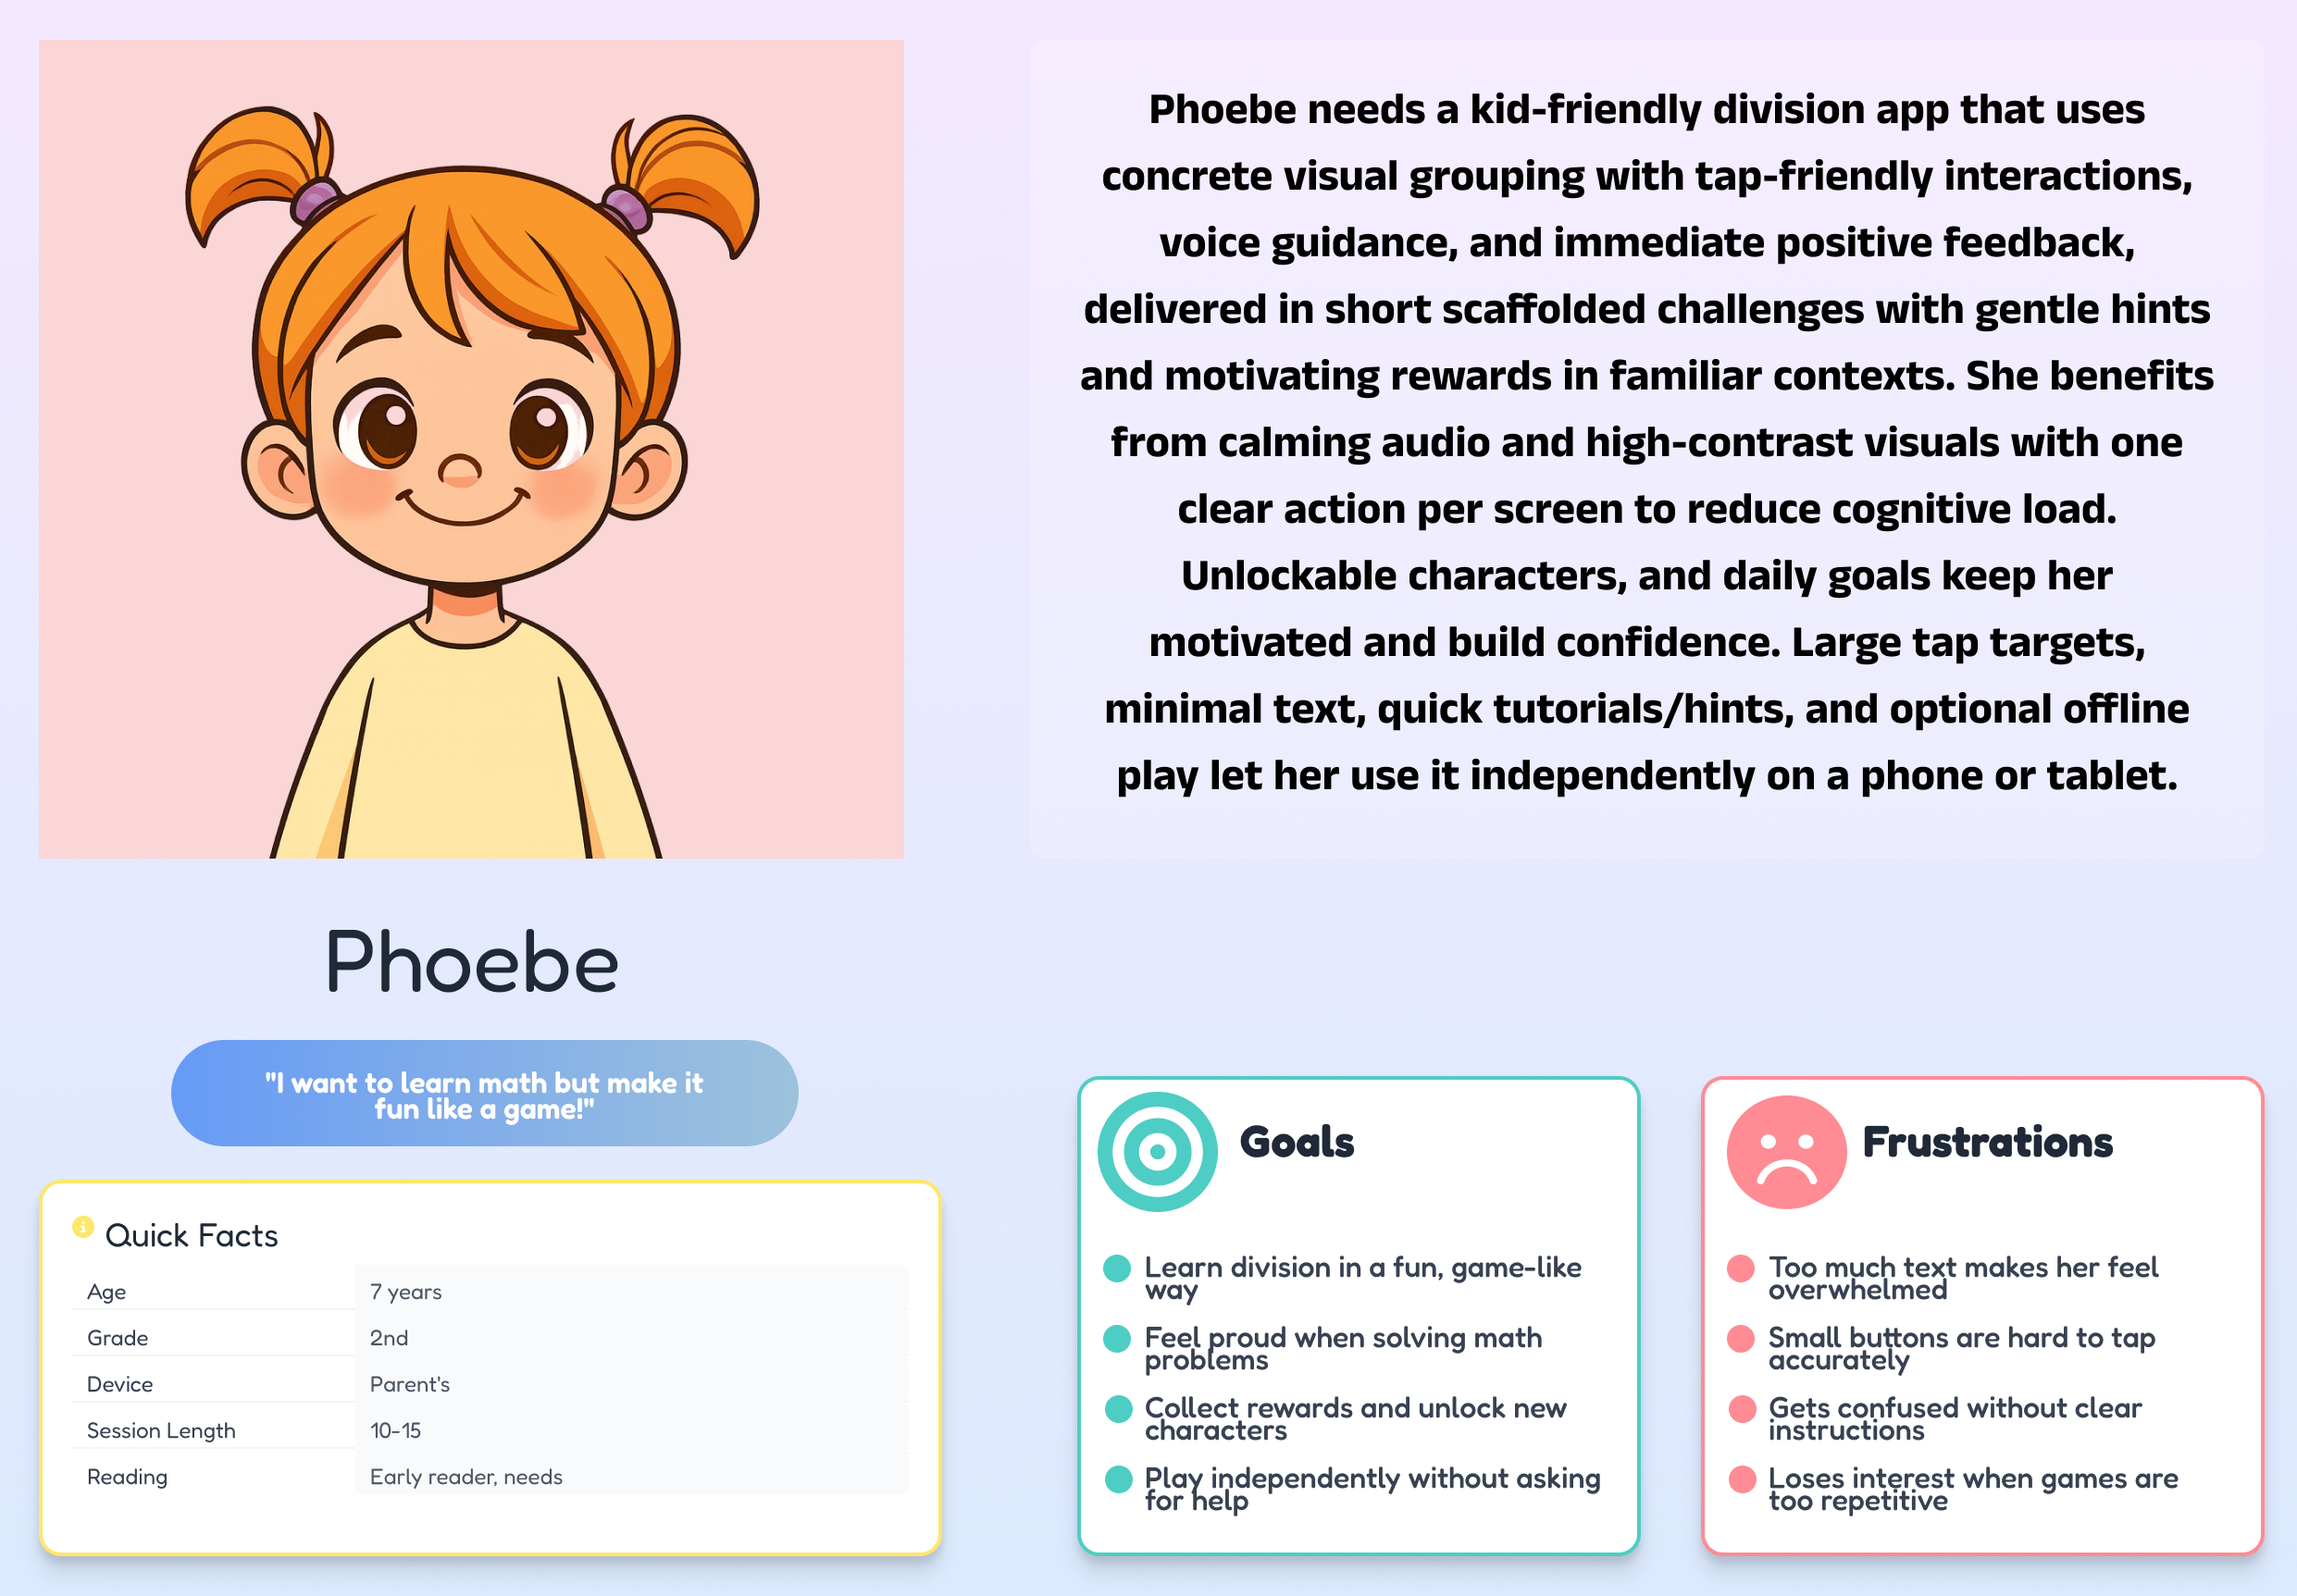 Phoebe needs a kid-friendly division app that uses
concrete visual grouping with tap-friendly interactions,
voice guidance, and immediate positive feedback,
delivered in short scaffolded challenges with gentle hints
and motivating rewards in familiar contexts. She benefits
from calming audio and high-contrast visuals with one
clear action per screen to reduce cognitive load.
Unlockable characters, and daily goals keep her
motivated and build confidence. Large tap targets,
minimal text, quick tutorials/hints, and optional offline
play let her use it independently on a phone or tablet.
Phoebe
"I want to learn math but make it
fun like a game!"
Quick Facts
Age 7 years
Grade 2nd
Device Parent's
Session Length 10-15
Reading Early reader, needs
Goals
Learn division in a fun, game-like
way
Feel proud when solving math
problems
Collect rewards and unlock new
characters
Play independently without asking
for help
Frustrations
Too much text makes her feel
overwhelmed
Small buttons are hard to tap
accurately
Gets confused without clear
instructions
Loses interest when games are
too repetitive